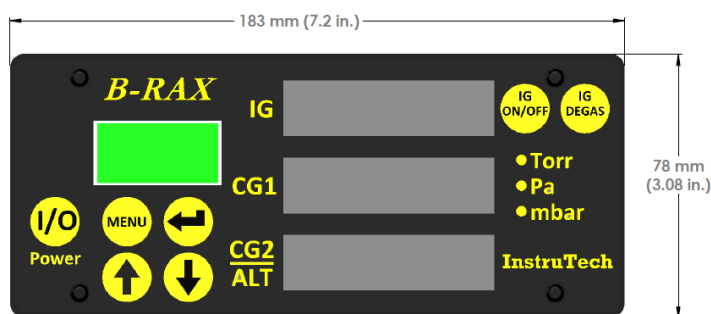 183 mm (7.2 in.)
B-RAX
IG
IG
ON/OFF
IG
DEGAS
CG1
Torr
Pa
mbar
78 mm
(3.08 in.)
I/O
Power
MENU
CG2
ALT
InstruTech